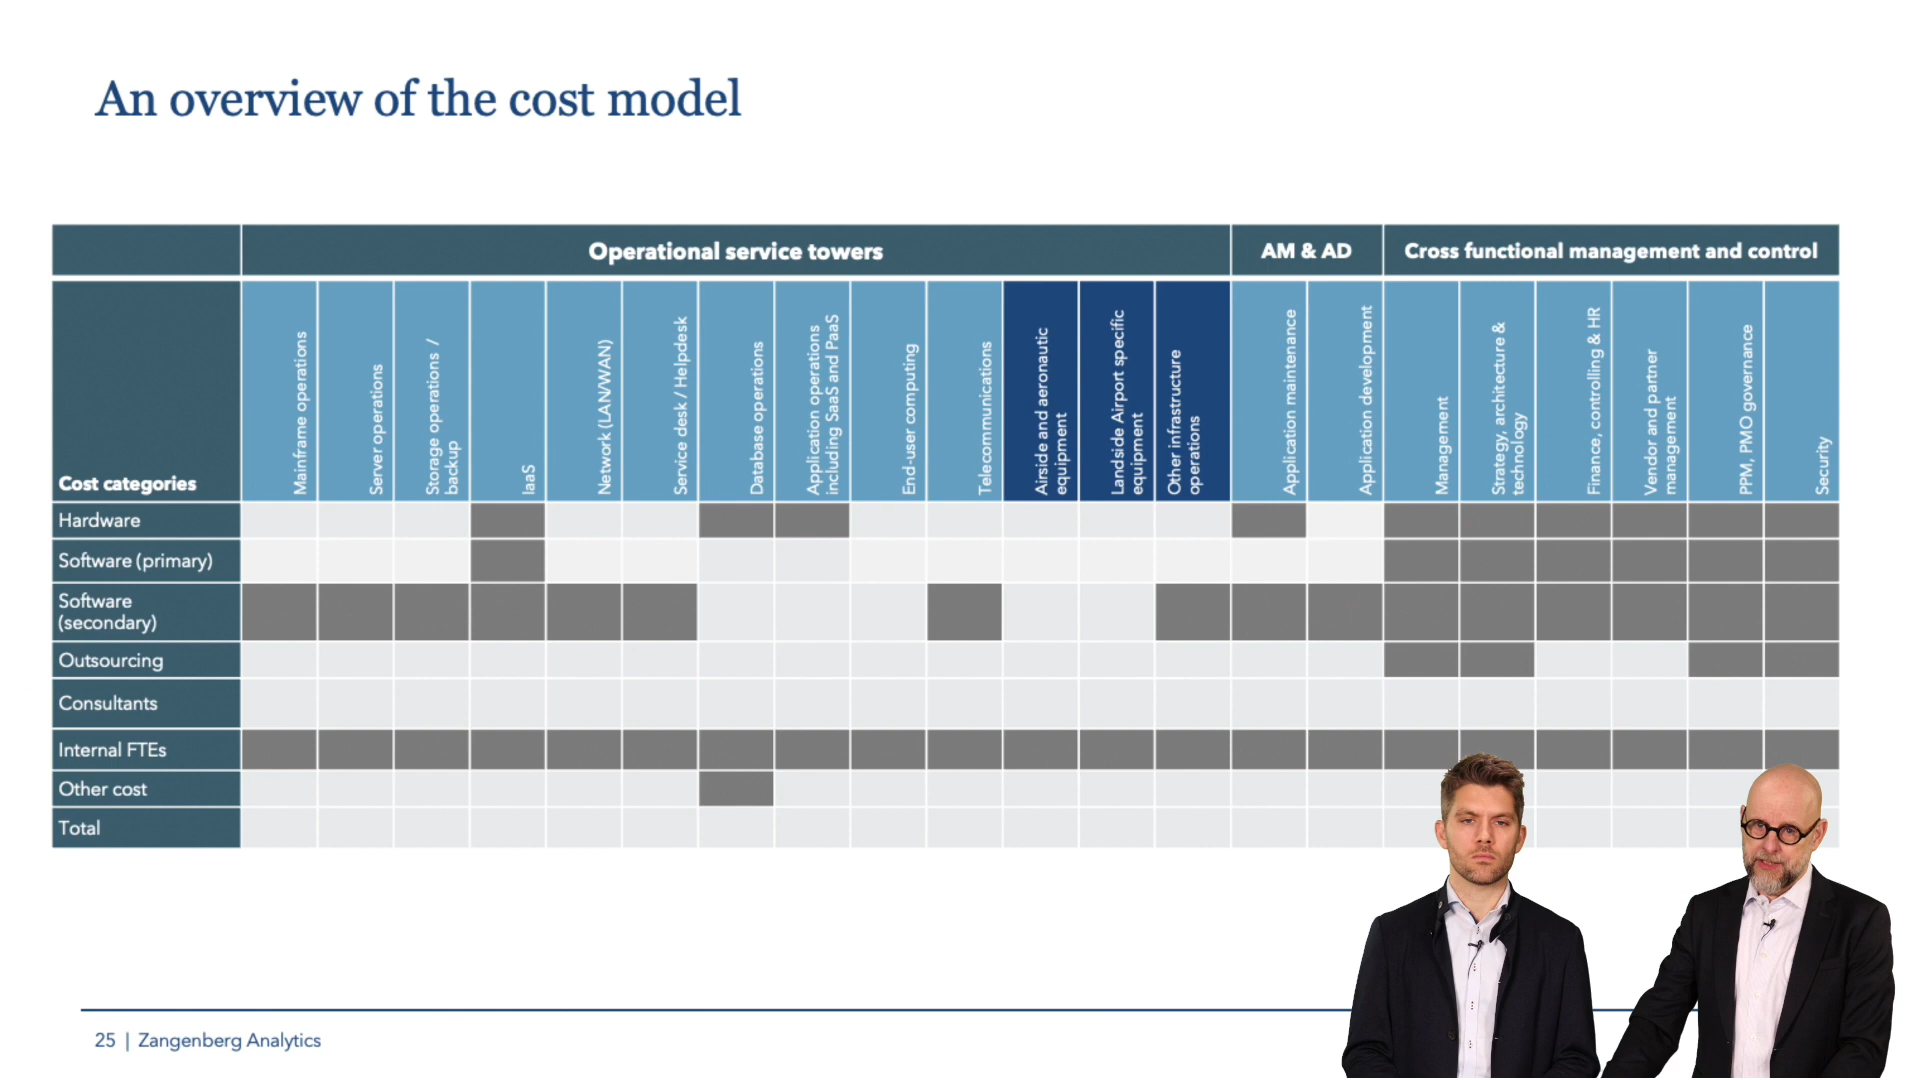 An overview of the cost model
Operational service towers
AM & AD
Cross functional management and control
Cost categories
Mainframe operations
Server operations
Storage operations /
backup
IaaS
Network (LAN/WAN)
Service desk / Helpdesk
Database operations
Application operations
including SaaS and PaaS
End-user computing
Telecommunications
Airside and aeronautic
equipment
Landside Airport specific
equipment
Other infrastructure
operations
Application maintenance
Application development
Management
Strategy, architecture &
technology
Finance, controlling & HR
Vendor and partner
management
PPM, PMO governance
Security
Hardware
Software (primary)
Software
(secondary)
Outsourcing
Consultants
Internal FTEs
Other cost
Total
25 | Zangenberg Analytics